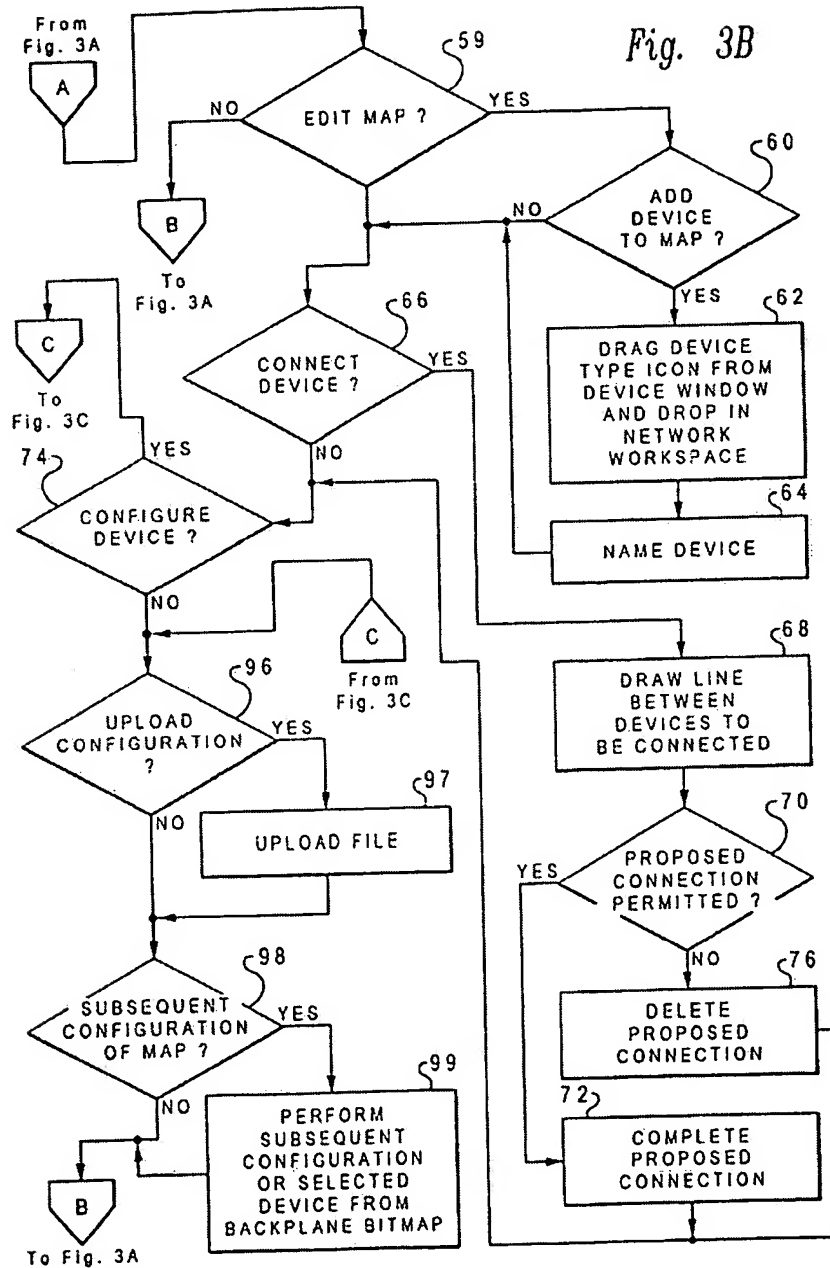 From
Fig. 3A
A
Fig. 3B
59
EDIT MAP ?
NO
YES
B
To
Fig. 3A
60
ADD
DEVICE
TO MAP ?
NO
YES
62
DRAG DEVICE
TYPE ICON FROM
DEVICE WINDOW
AND DROP IN
NETWORK
WORKSPACE
64
NAME DEVICE
66
CONNECT
DEVICE ?
YES
NO
C
To
Fig. 3C
74
YES
CONFIGURE
DEVICE ?
NO
C
From
Fig. 3C
68
DRAW LINE
BETWEEN
DEVICES TO
BE CONNECTED
96
UPLOAD
CONFIGURATION
?
YES
NO
97
UPLOAD FILE
70
PROPOSED
CONNECTION
PERMITTED ?
YES
NO
76
DELETE
PROPOSED
CONNECTION
72
COMPLETE
PROPOSED
CONNECTION
98
SUBSEQUENT
CONFIGURATION
OF MAP ?
YES
NO
99
PERFORM
SUBSEQUENT
CONFIGURATION
OR SELECTED
DEVICE FROM
BACKPLANE BITMAP
B
To Fig. 3A